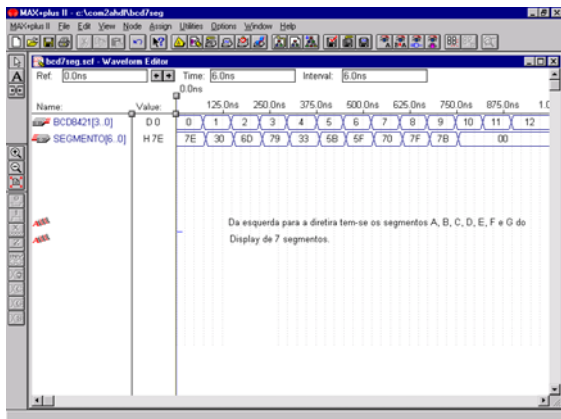 MAX+plus II - c:\com2ahdl\bcd7seg
MAX+plus II File Edit View Node Assign Utilities Options Window Help
bcd7seg.scf - Waveform Editor
Ref: 0.0ns Time: 6.0ns Interval: 6.0ns
0.0ns
Name: Value: 125.0ns 250.0ns 375.0ns 500.0ns 625.0ns 750.0ns 875.0ns 1.0
BCD8421[3..0] D 0 0 1 2 3 4 5 6 7 8 9 10 11 12
SEGMENTO[6..0] H 7E 7E 30 6D 79 33 5B 5F 70 7F 7B 00
Da esquerda para a diretira tem-se os segmentos A, B, C, D, E, F e G do
Display de 7 segmentos.